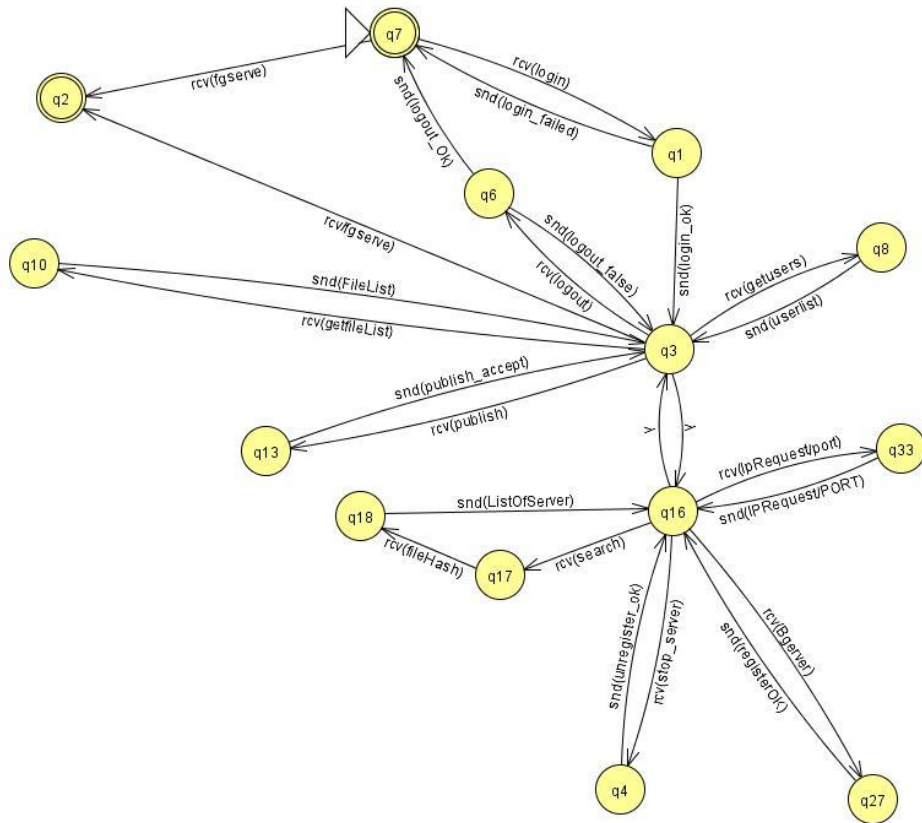 q7
rcv(login)
rcv(fgserve)
q2
snd(login_failed)
snd(logout_Ok)
q1
q6
rcv/fgserve)
snd(logout_false)
rcv(logout)
snd(login_ok)
q10
snd(FileList)
rcv(getfileList)
rcv(getusers)
q8
snd(userlist)
q3
snd(publish_accept)
rcv(publish)
q13
rcv(IpRequest/port)
q33
snd(IPRequest/PORT)
q16
snd(ListOfServer)
q18
rcv(fileHash)
rcv(search)
q17
snd(unregister_ok)
rcv(stop_server)
rcv(Bgerver)
snd(registerOK)
q4
q27